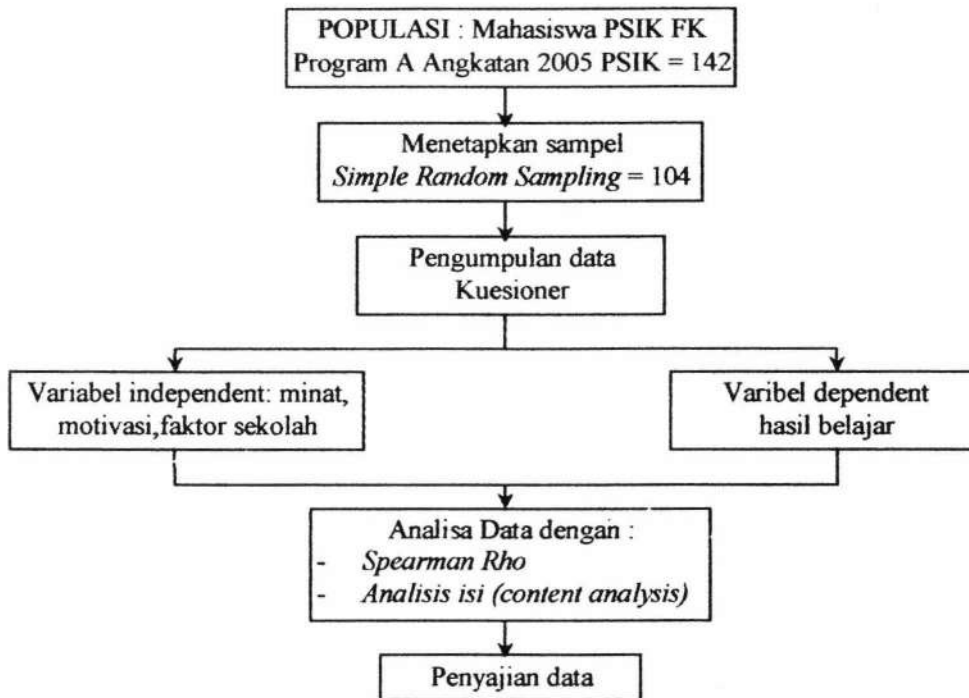 POPULASI : Mahasiswa PSIK FK
Program A Angkatan 2005 PSIK = 142
Menetapkan sampel
Simple Random Sampling = 104
Pengumpulan data
Kuesioner
Variabel independent: minat,
motivasi,faktor sekolah
Varibel dependent
hasil belajar
Analisa Data dengan :
- Spearman Rho
- Analisis isi (content analysis)
Penyajian data